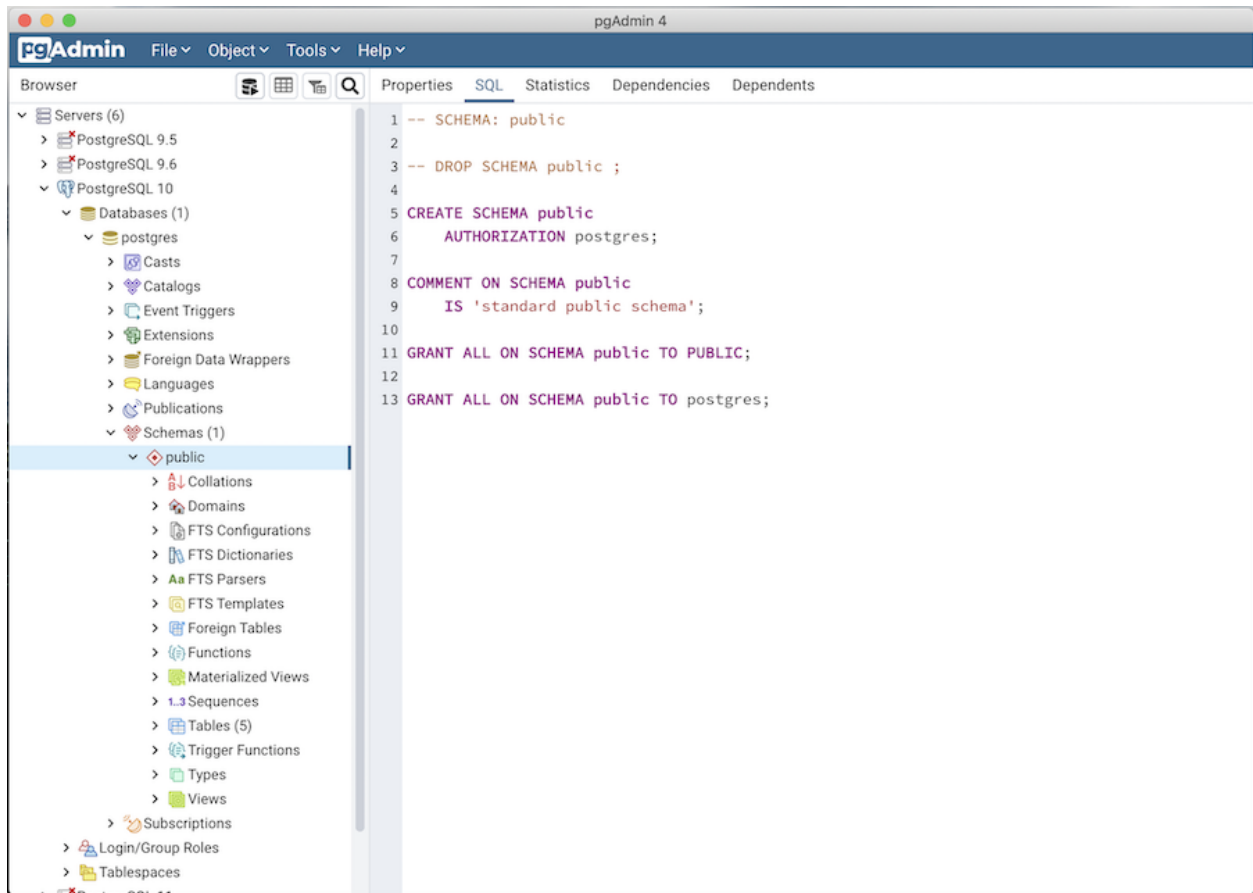 pgAdmin 4
pgAdmin File Object Tools Help
Browser
Properties SQL Statistics Dependencies Dependents
Servers (6)
PostgreSQL 9.5
PostgreSQL 9.6
PostgreSQL 10
Databases (1)
postgres
Casts
Catalogs
Event Triggers
Extensions
Foreign Data Wrappers
Languages
Publications
Schemas (1)
public
Collations
Domains
FTS Configurations
FTS Dictionaries
Aa FTS Parsers
FTS Templates
Foreign Tables
Functions
Materialized Views
1..3 Sequences
Tables (5)
Trigger Functions
Types
Views
Subscriptions
Login/Group Roles
Tablespaces
1 -- SCHEMA: public
2
3 -- DROP SCHEMA public ;
4
5 CREATE SCHEMA public
6 AUTHORIZATION postgres;
7
8 COMMENT ON SCHEMA public
9 IS 'standard public schema';
10
11 GRANT ALL ON SCHEMA public TO PUBLIC;
12
13 GRANT ALL ON SCHEMA public TO postgres;